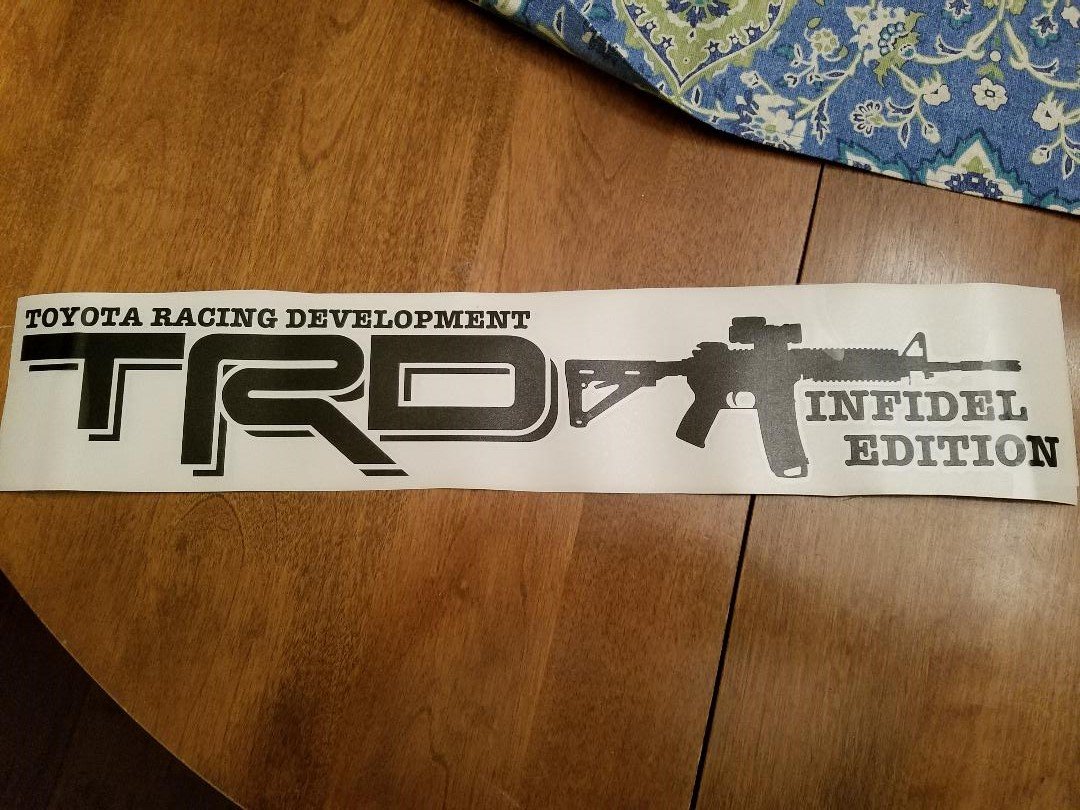 TOYOTA RACING DEVELOPMENT
TRD
INFIDEL
EDITION